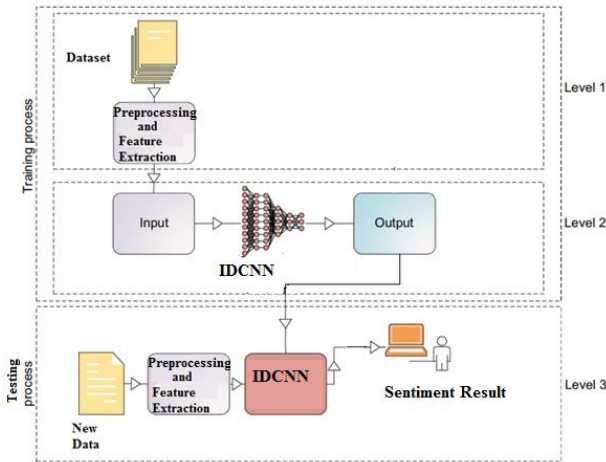 Dataset
Preprocessing
and
Feature
Extraction
Level 1
Training process
Input
Output
IDCNN
Level 2
Testing
process
New
Data
Preprocessing
and
Feature
Extraction
IDCNN
Sentiment Result
Level 3